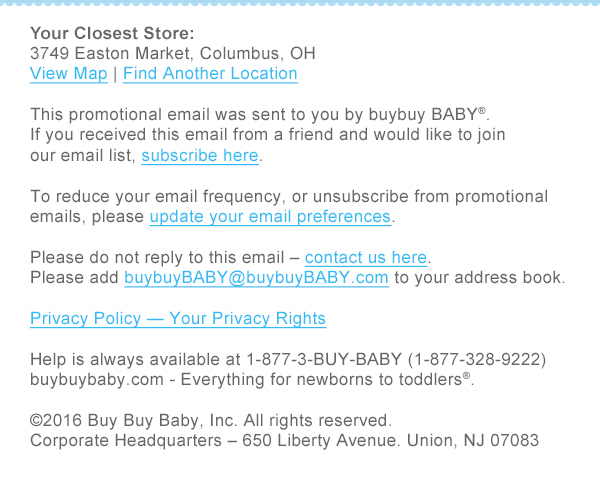 Your Closest Store:
3749 Easton Market, Columbus, OH
View Map | Find Another Location
This promotional email was sent to you by buybuy BABY®.
If you received this email from a friend and would like to join
our email list, subscribe here.
To reduce your email frequency, or unsubscribe from promotional
emails, please update your email preferences.
Please do not reply to this email – contact us here.
Please add buybuyBABY@buybuyBABY.com to your address book.
Privacy Policy — Your Privacy Rights
Help is always available at 1-877-3-BUY-BABY (1-877-328-9222)
buybuybaby.com - Everything for newborns to toddlers®.
©2016 Buy Buy Baby, Inc. All rights reserved.
Corporate Headquarters – 650 Liberty Avenue. Union, NJ 07083